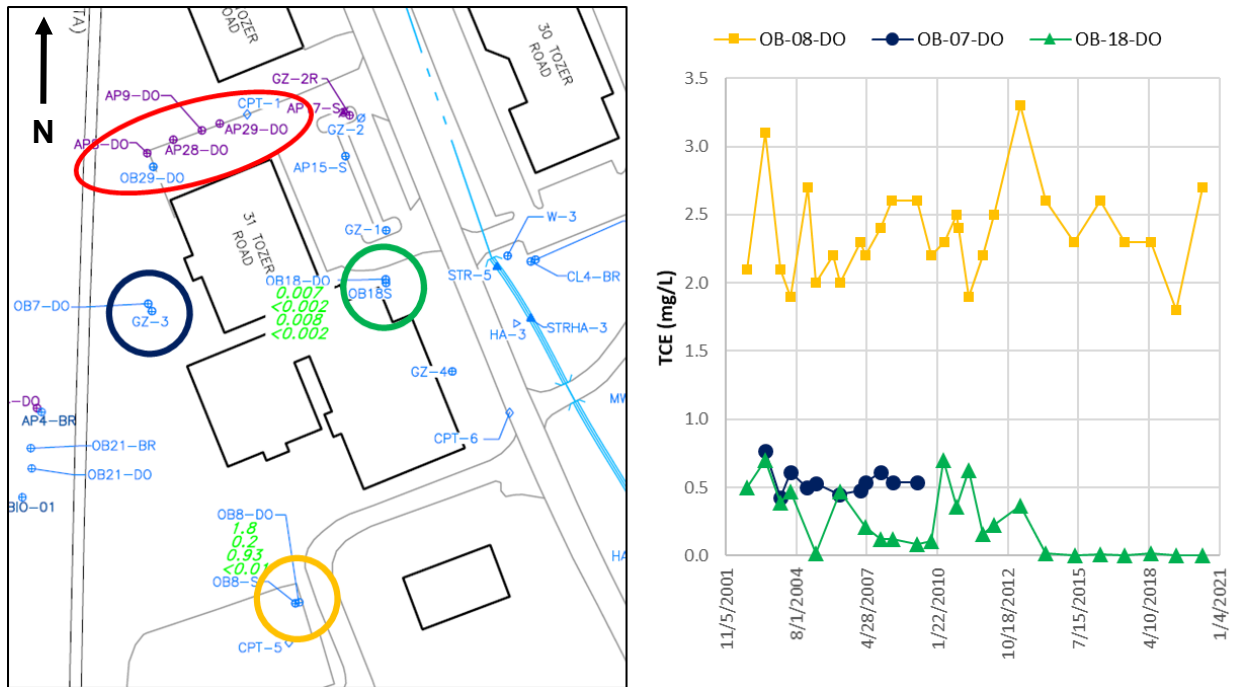 TA)
TOZER
ROAD
30 TOZER
ROAD
N
GZ-2R
AP9-DO
CPT-1
AP17-S
AP29-DO
GZ-2
AP28-DO
AP15-S
OB29-DO
31 TOZER
ROAD
GZ-1
W-3
CL4-BR
STR-5
OB18-DO
OB18S
0.007
<0.002
0.008
<0.002
OB7-DO
GZ-3
HA-3
STRHA-3
GZ-4
-DO
AP4-BR
MW
CPT-6
OB21-BR
OB21-DO
BIO-01
OB8-DO
1.8
0.2
0.93
<0.01
OB8-S
HA
CPT-5
OB-08-DO OB-07-DO OB-18-DO
TCE (mg/L)
3.5
3.0
2.5
2.0
1.5
1.0
0.5
0.0
11/5/2001
8/1/2004
4/28/2007
1/22/2010
10/18/2012
7/15/2015
4/10/2018
1/4/2021